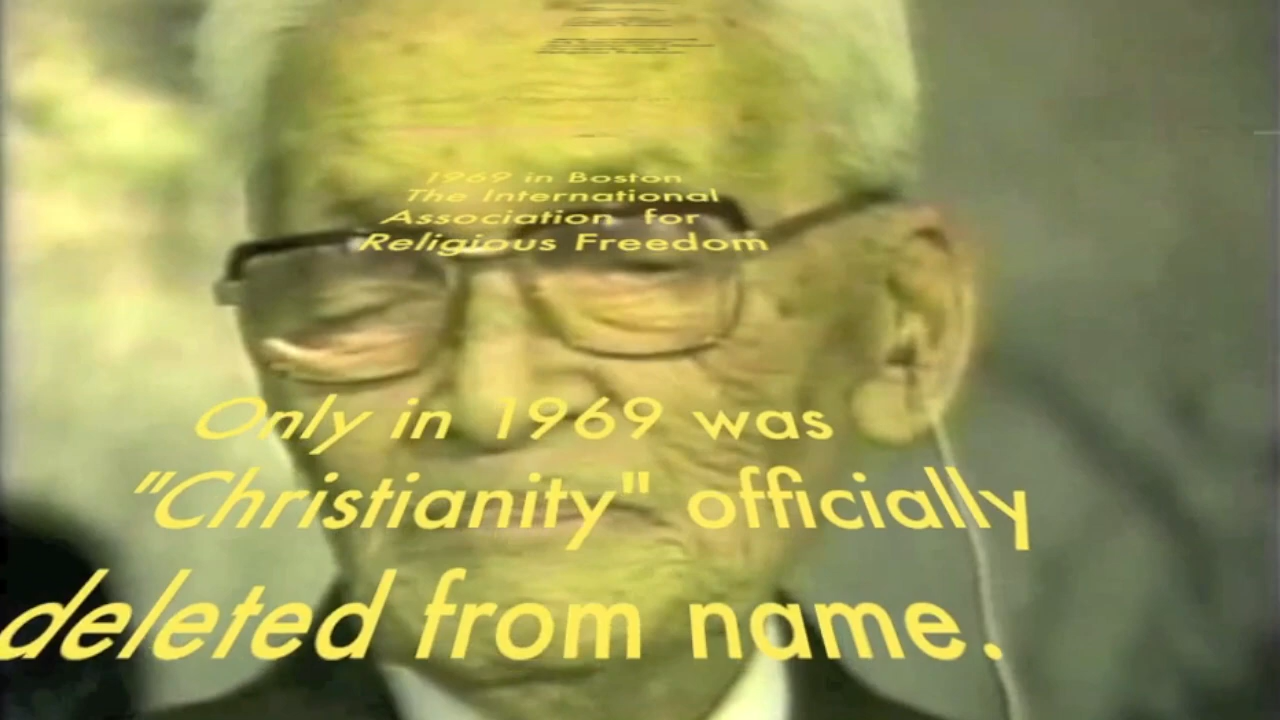 1969 in Boston
The International
Association for
Religious Freedom
Only in 1969 was
"Christianity" officially
deleted from name.